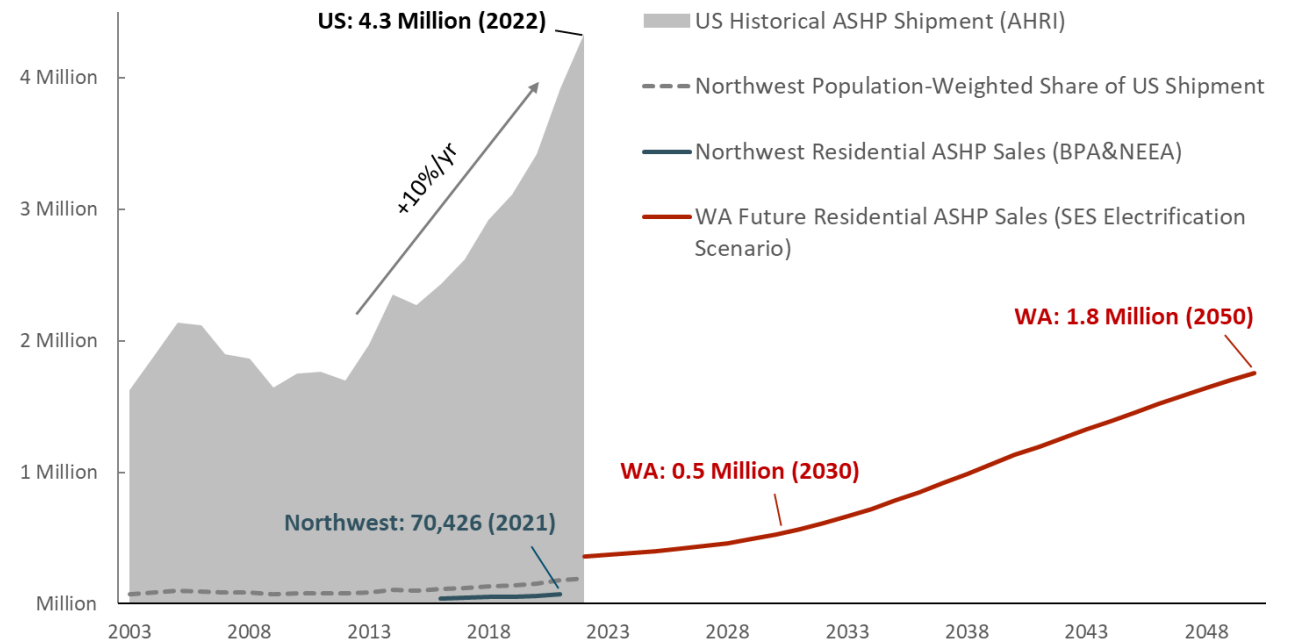 US: 4.3 Million (2022)
US Historical ASHP Shipment (AHRI)
Northwest Population-Weighted Share of US Shipment
Northwest Residential ASHP Sales (BPA&NEEA)
WA Future Residential ASHP Sales (SES Electrification
Scenario)
4 Million
3 Million
2 Million
1 Million
Million
+10%/yr
WA: 1.8 Million (2050)
WA: 0.5 Million (2030)
Northwest: 70,426 (2021)
2003 2008 2013 2018 2023 2028 2033 2038 2043 2048